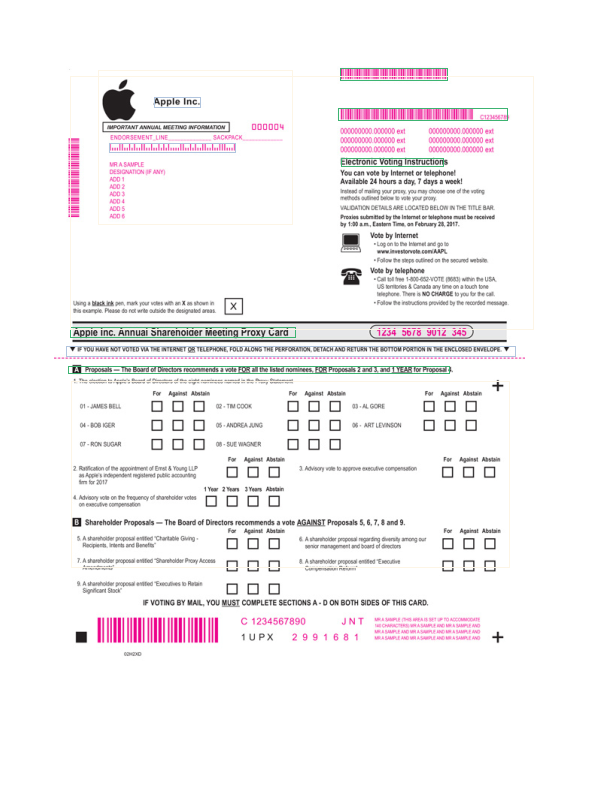 Apple Inc.
IMPORTANT ANNUAL MEETING INFORMATION 000004
ENDORSEMENT_LINE SACKPACK
MR A SAMPLE
DESIGNATION (IF ANY)
ADD 1
ADD 2
ADD 3
ADD 4
ADD 5
ADD 6
C123456789
000000000.000000 ext 000000000.000000 ext
000000000.000000 ext 000000000.000000 ext
000000000.000000 ext 000000000.000000 ext
Electronic Voting Instructions
You can vote by Internet or telephone!
Available 24 hours a day, 7 days a week!
Instead of mailing your proxy, you may choose one of the voting
methods outlined below to vote your proxy.
VALIDATION DETAILS ARE LOCATED BELOW IN THE TITLE BAR.
Proxies submitted by the Internet or telephone must be received
by 1:00 a.m., Eastern Time, on February 28, 2017.
Vote by Internet
• Log on to the Internet and go to
www.investorvote.com/AAPL
• Follow the steps outlined on the secured website.
Vote by telephone
• Call toll free 1-800-652-VOTE (8683) within the USA,
US territories & Canada any time on a touch tone
telephone. There is NO CHARGE to you for the call.
• Follow the instructions provided by the recorded message.
Using a black ink pen, mark your votes with an X as shown in
this example. Please do not write outside the designated areas.
X
Apple Inc. Annual Shareholder Meeting Proxy Card 1234 5678 9012 345
▼ IF YOU HAVE NOT VOTED VIA THE INTERNET OR TELEPHONE, FOLD ALONG THE PERFORATION, DETACH AND RETURN THE BOTTOM PORTION IN THE ENCLOSED ENVELOPE. ▼
A Proposals — The Board of Directors recommends a vote FOR all the listed nominees, FOR Proposals 2 and 3, and 1 YEAR for Proposal 4.
1. The election to Apple's Board of Directors of the eight nominees named in the Proxy Statement
For Against Abstain For Against Abstain For Against Abstain
01 - JAMES BELL 02 - TIM COOK 03 - AL GORE
04 - BOB IGER 05 - ANDREA JUNG 06 - ART LEVINSON
07 - RON SUGAR 08 - SUE WAGNER
For Against Abstain For Against Abstain
2. Ratification of the appointment of Ernst & Young LLP
as Apple's independent registered public accounting
firm for 2017
3. Advisory vote to approve executive compensation
1 Year 2 Years 3 Years Abstain
4. Advisory vote on the frequency of shareholder votes
on executive compensation
B Shareholder Proposals — The Board of Directors recommends a vote AGAINST Proposals 5, 6, 7, 8 and 9.
For Against Abstain For Against Abstain
5. A shareholder proposal entitled "Charitable Giving -
Recipients, Intents and Benefits"
6. A shareholder proposal regarding diversity among our
senior management and board of directors
7. A shareholder proposal entitled "Shareholder Proxy Access
Amendments"
8. A shareholder proposal entitled "Executive
Compensation Reform"
9. A shareholder proposal entitled "Executives to Retain
Significant Stock"
IF VOTING BY MAIL, YOU MUST COMPLETE SECTIONS A - D ON BOTH SIDES OF THIS CARD.
C 1234567890 J N T
1 U P X 2 9 9 1 6 8 1
MR A SAMPLE (THIS AREA IS SET UP TO ACCOMMODATE
140 CHARACTERS) MR A SAMPLE AND MR A SAMPLE AND
MR A SAMPLE AND MR A SAMPLE AND MR A SAMPLE AND
MR A SAMPLE AND MR A SAMPLE AND MR A SAMPLE AND
02H2XD